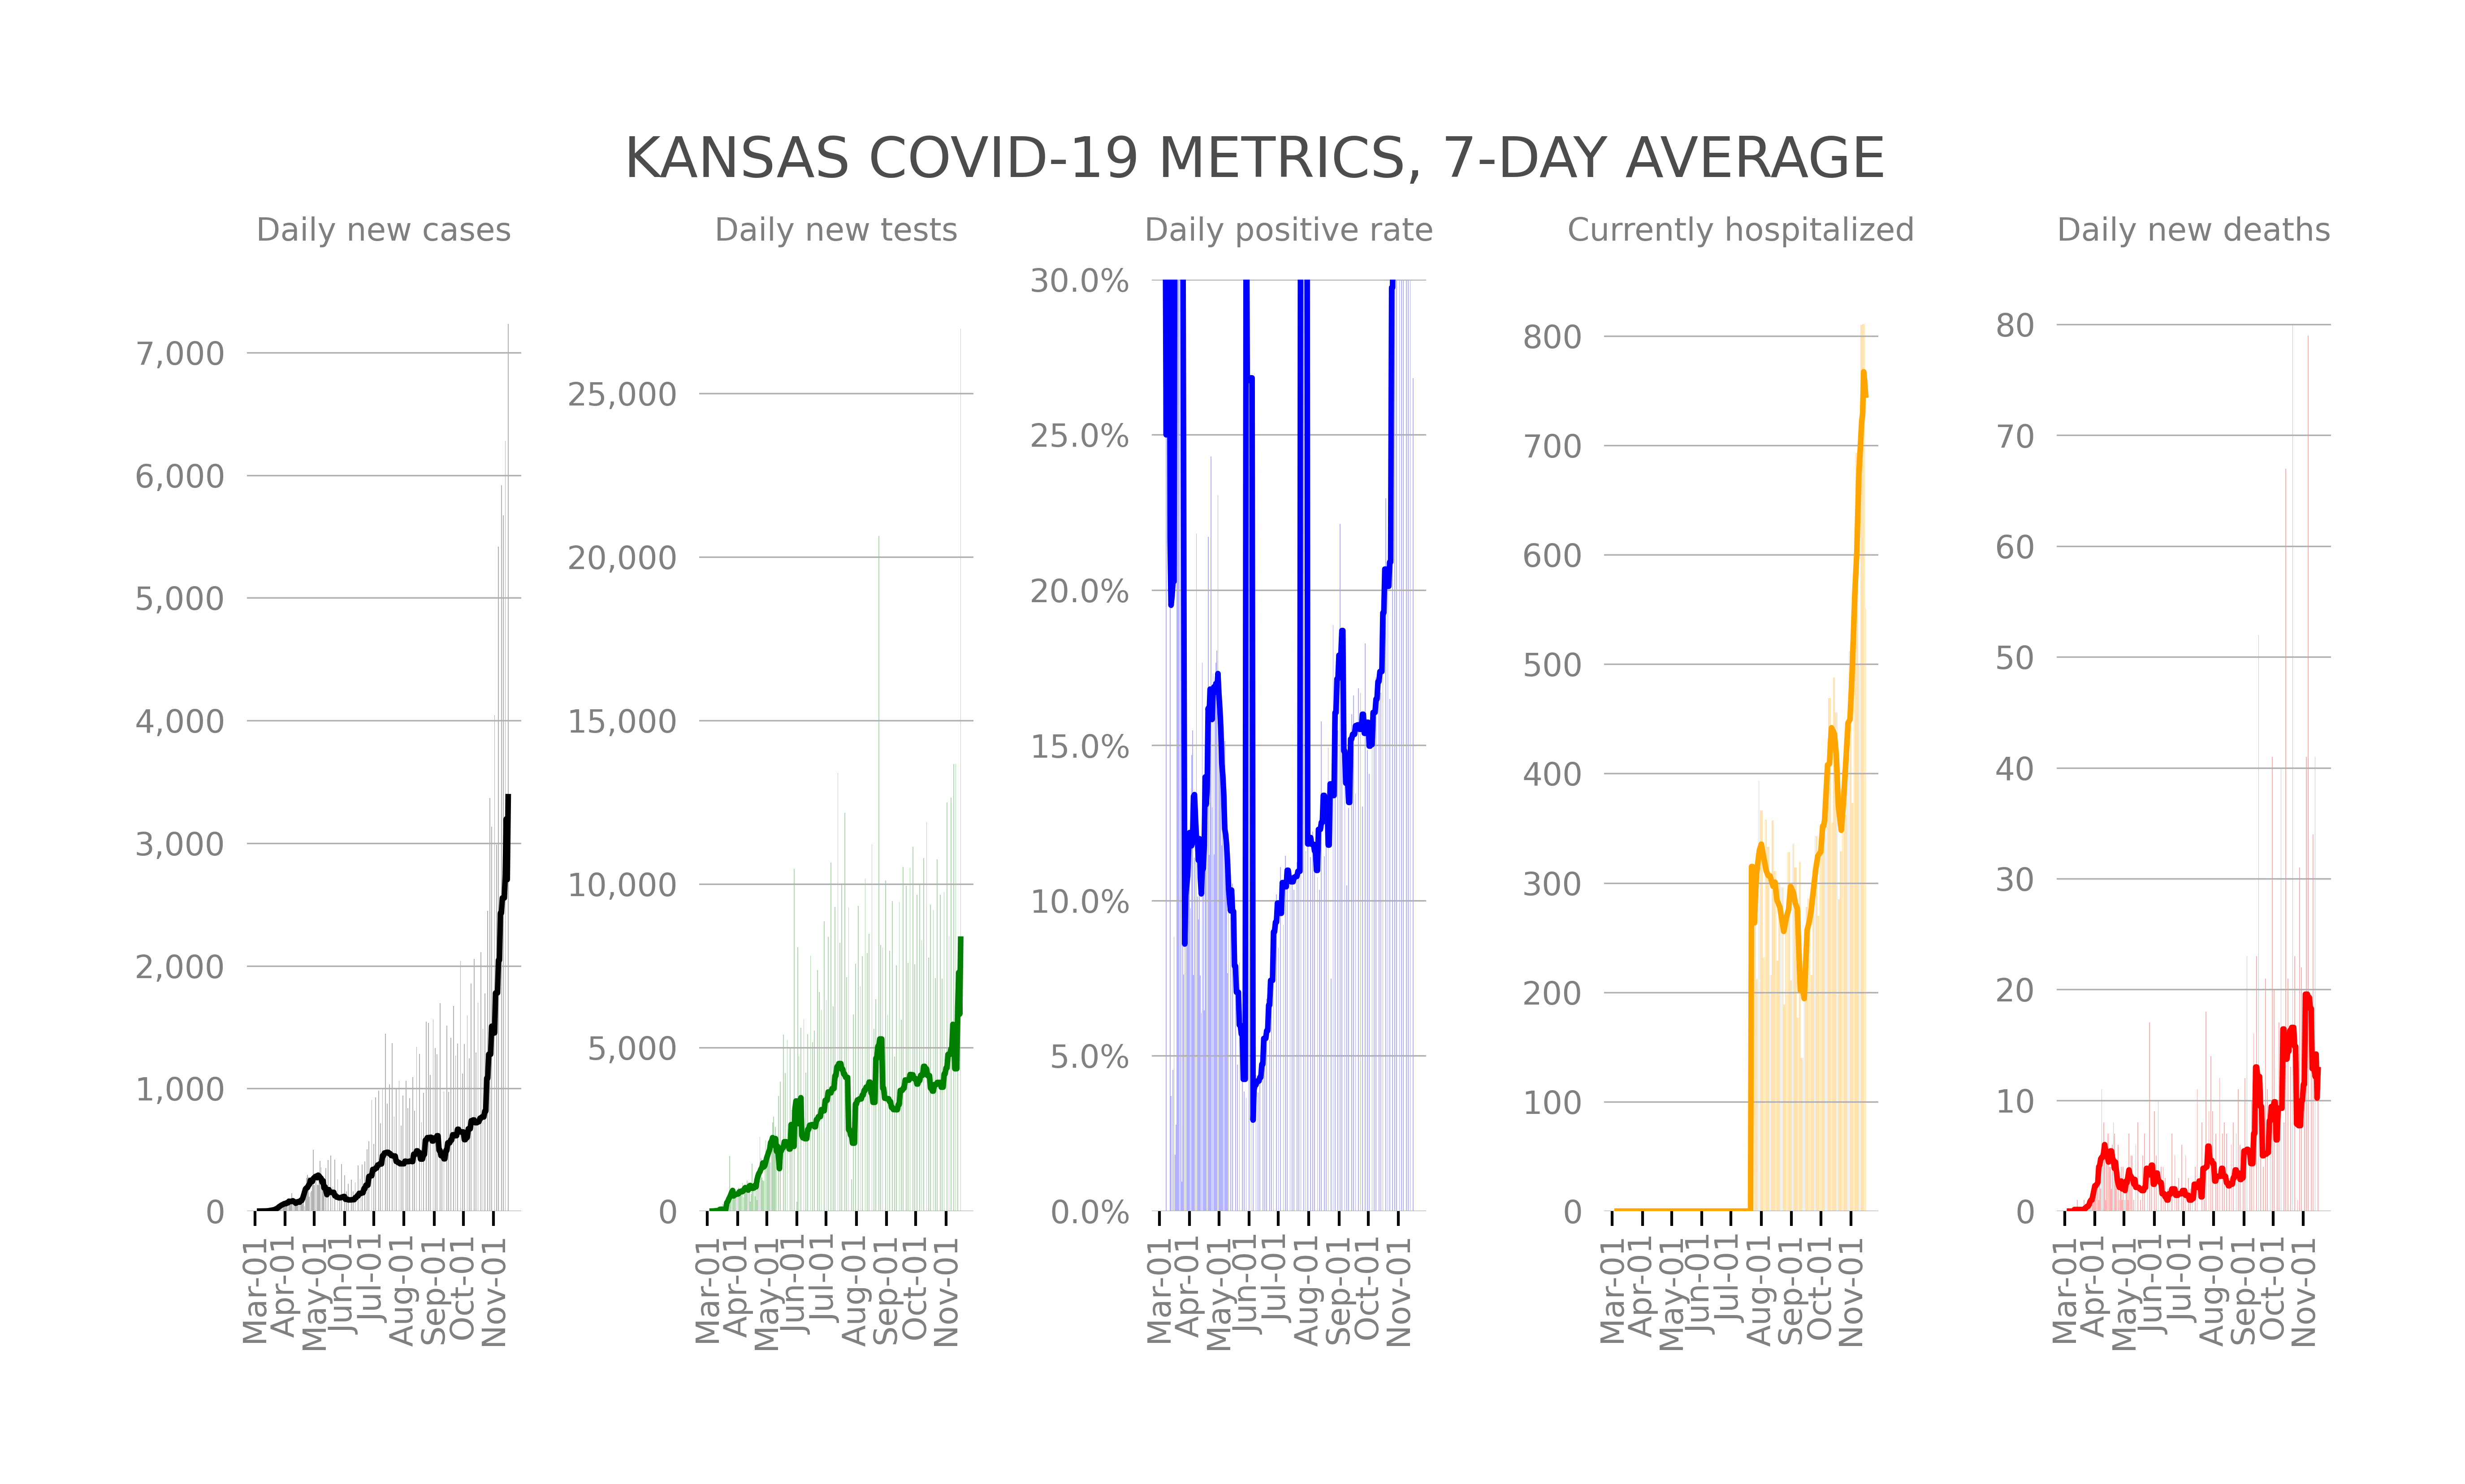 KANSAS COVID-19 METRICS, 7-DAY AVERAGE
Daily new cases
7,000
6,000
5,000
4,000
3,000
2,000
1,000
0
Mar-01
Apr-01
May-01
Jun-01
Jul-01
Aug-01
Sep-01
Oct-01
Nov-01
Daily new tests
25,000
20,000
15,000
10,000
5,000
0
Mar-01
Apr-01
May-01
Jun-01
Jul-01
Aug-01
Sep-01
Oct-01
Nov-01
Daily positive rate
30.0%
25.0%
20.0%
15.0%
10.0%
5.0%
0.0%
Mar-01
Apr-01
May-01
Jun-01
Jul-01
Aug-01
Sep-01
Oct-01
Nov-01
Currently hospitalized
800
700
600
500
400
300
200
100
0
Mar-01
Apr-01
May-01
Jun-01
Jul-01
Aug-01
Sep-01
Oct-01
Nov-01
Daily new deaths
80
70
60
50
40
30
20
10
0
Mar-01
Apr-01
May-01
Jun-01
Jul-01
Aug-01
Sep-01
Oct-01
Nov-01